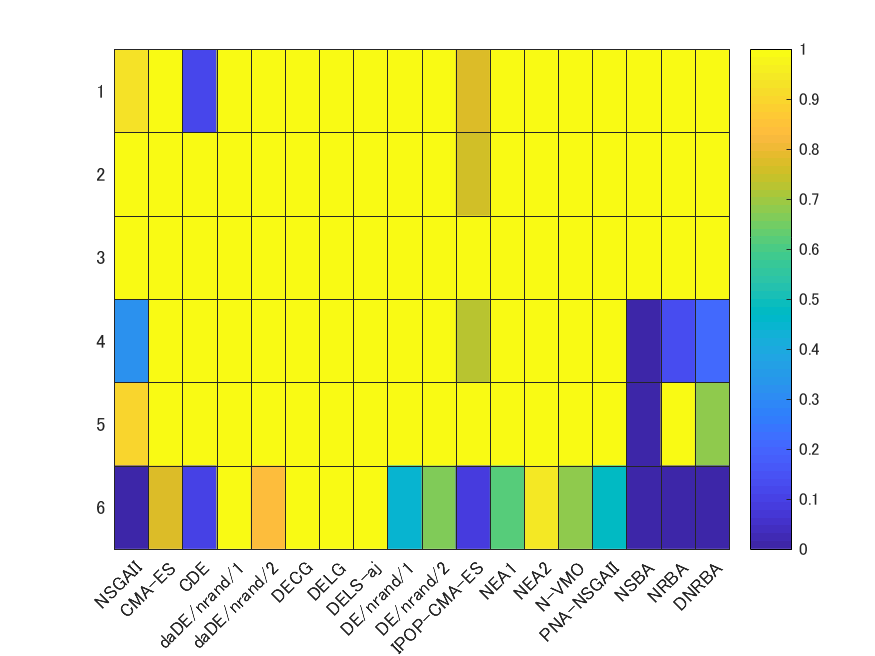 1
2
3
4
5
6
NSGAII
CMA-ES
CDE
daDE/nrand/1
daDE/nrand/2
DECG
DELG
DELS-aj
DE/nrand/1
DE/nrand/2
IPOP-CMA-ES
NEA1
NEA2
N-VMO
PNA-NSGAII
NSBA
NRBA
DNRBA
1
0.9
0.8
0.7
0.6
0.5
0.4
0.3
0.2
0.1
0